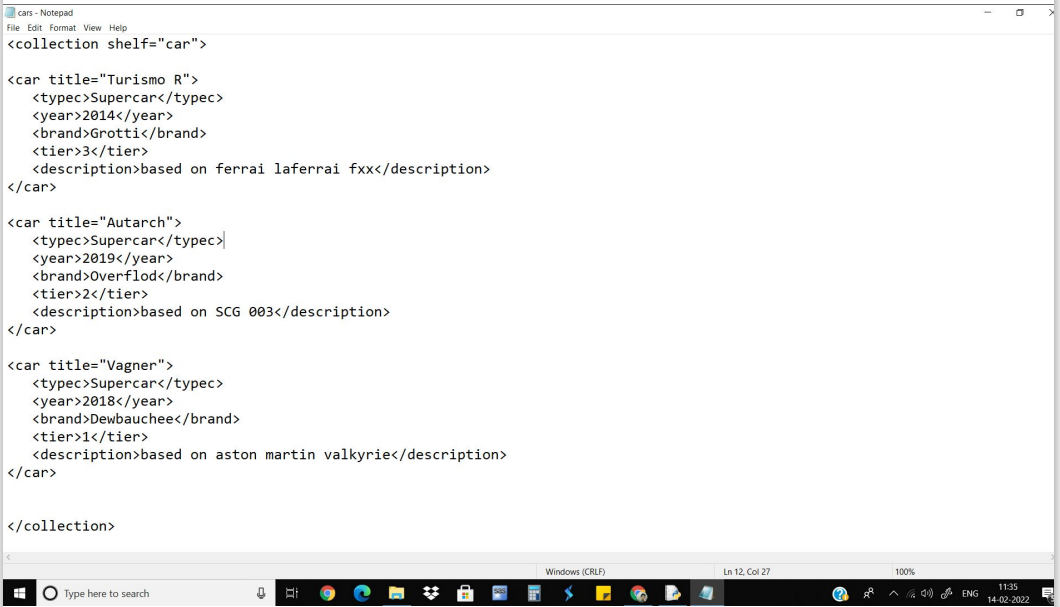 cars - Notepad
File Edit Format View Help
<collection shelf="car">
<car title="Turismo R">
<typec>Supercar</typec>
<year>2014</year>
<brand>Grotti</brand>
<tier>3</tier>
<description>based on ferrai laferrai fxx</description>
</car>
<car title="Autarch">
<typec>Supercar</typec>
<year>2019</year>
<brand>Overflod</brand>
<tier>2</tier>
<description>based on SCG 003</description>
</car>
<car title="Vagner">
<typec>Supercar</typec>
<year>2018</year>
<brand>Dewbauchee</brand>
<tier>1</tier>
<description>based on aston martin valkyrie</description>
</car>
</collection>
Windows (CRLF) Ln 12, Col 27 100%
Type here to search ENG 11:35
14-02-2022